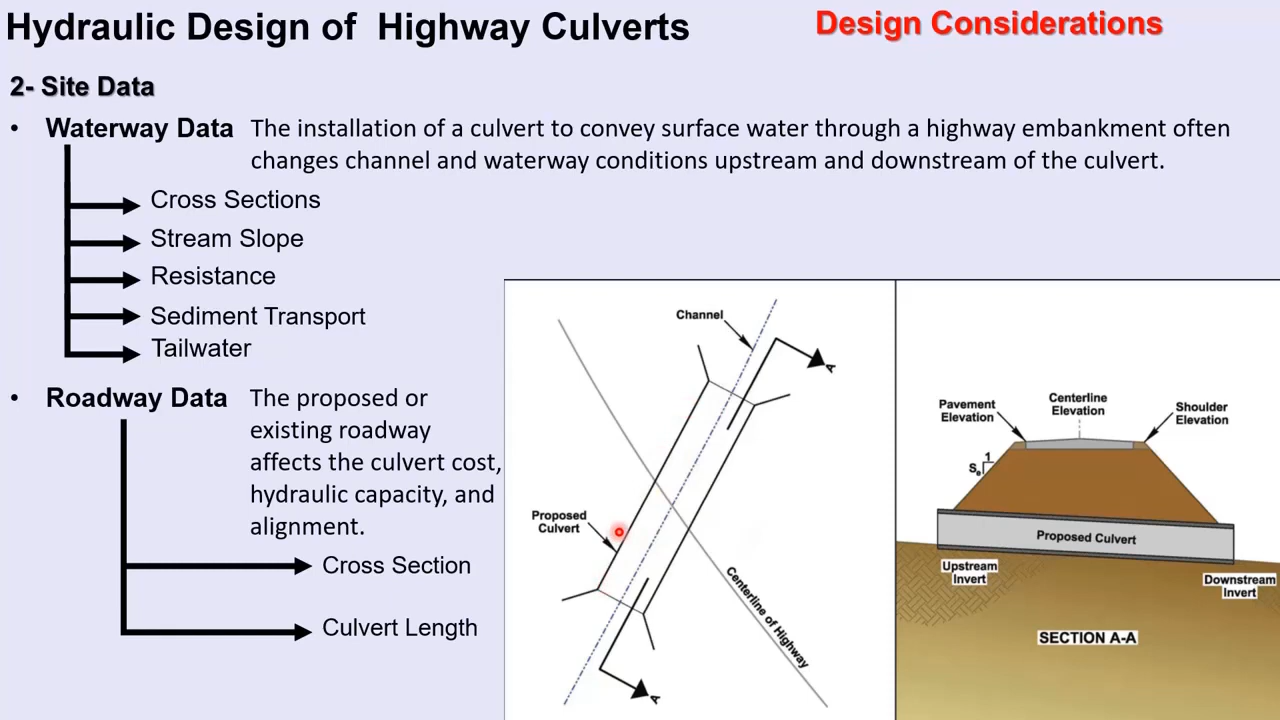 Hydraulic Design of Highway Culverts
Design Considerations
2- Site Data
• Waterway Data
The installation of a culvert to convey surface water through a highway embankment often
changes channel and waterway conditions upstream and downstream of the culvert.
Cross Sections
Stream Slope
Resistance
Sediment Transport
Tailwater
• Roadway Data
The proposed or
existing roadway
affects the culvert cost,
hydraulic capacity, and
alignment.
Cross Section
Culvert Length
Channel
A
Proposed
Culvert
Centerline of Highway
A
Pavement
Elevation
Centerline
Elevation
Shoulder
Elevation
1
Se
Proposed Culvert
Upstream
Invert
Downstream
Invert
SECTION A-A